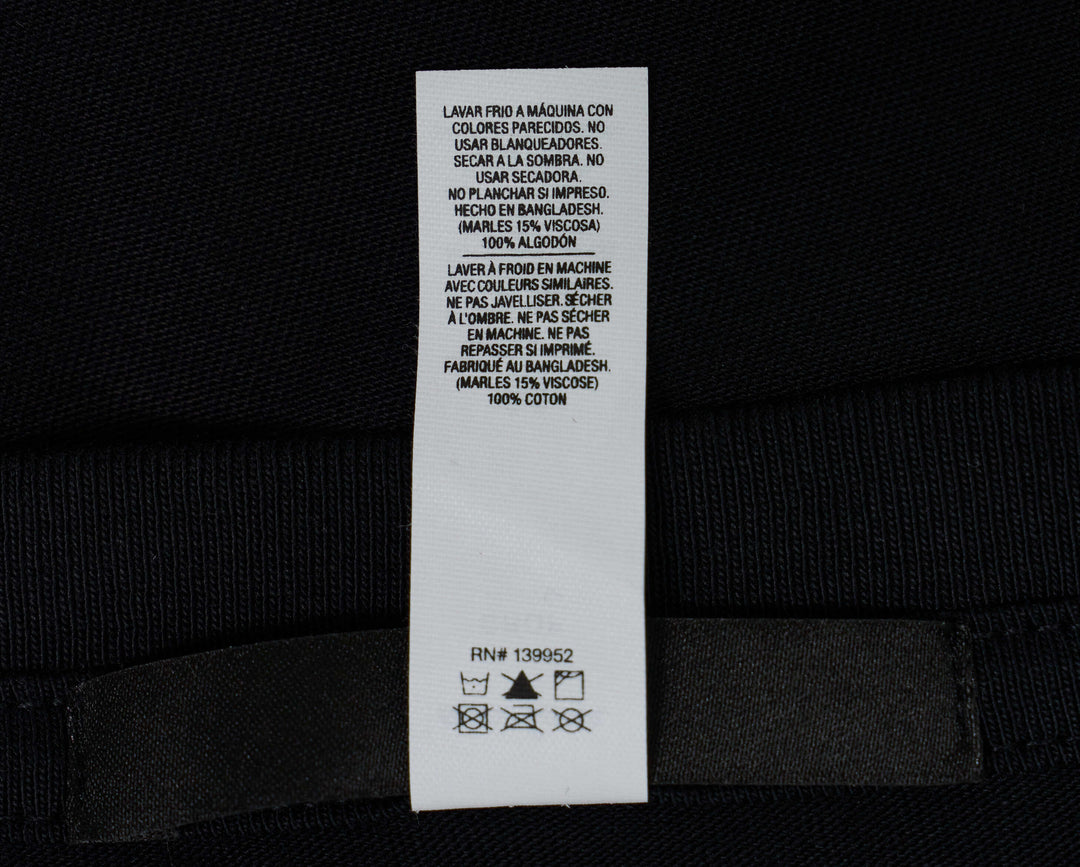 LAVAR FRIO A MÁQUINA CON
COLORES PARECIDOS. NO
USAR BLANQUEADORES.
SECAR A LA SOMBRA. NO
USAR SECADORA.
NO PLANCHAR SI IMPRESO.
HECHO EN BANGLADESH.
(MARLES 15% VISCOSA)
100% ALGODÓN
LAVER À FROID EN MACHINE
AVEC COULEURS SIMILAIRES.
NE PAS JAVELLISER. SÉCHER
À L'OMBRE. NE PAS SÉCHER
EN MACHINE. NE PAS
REPASSER SI IMPRIMÉ.
FABRIQUÉ AU BANGLADESH.
(MARLES 15% VISCOSE)
100% COTON
RN# 139952